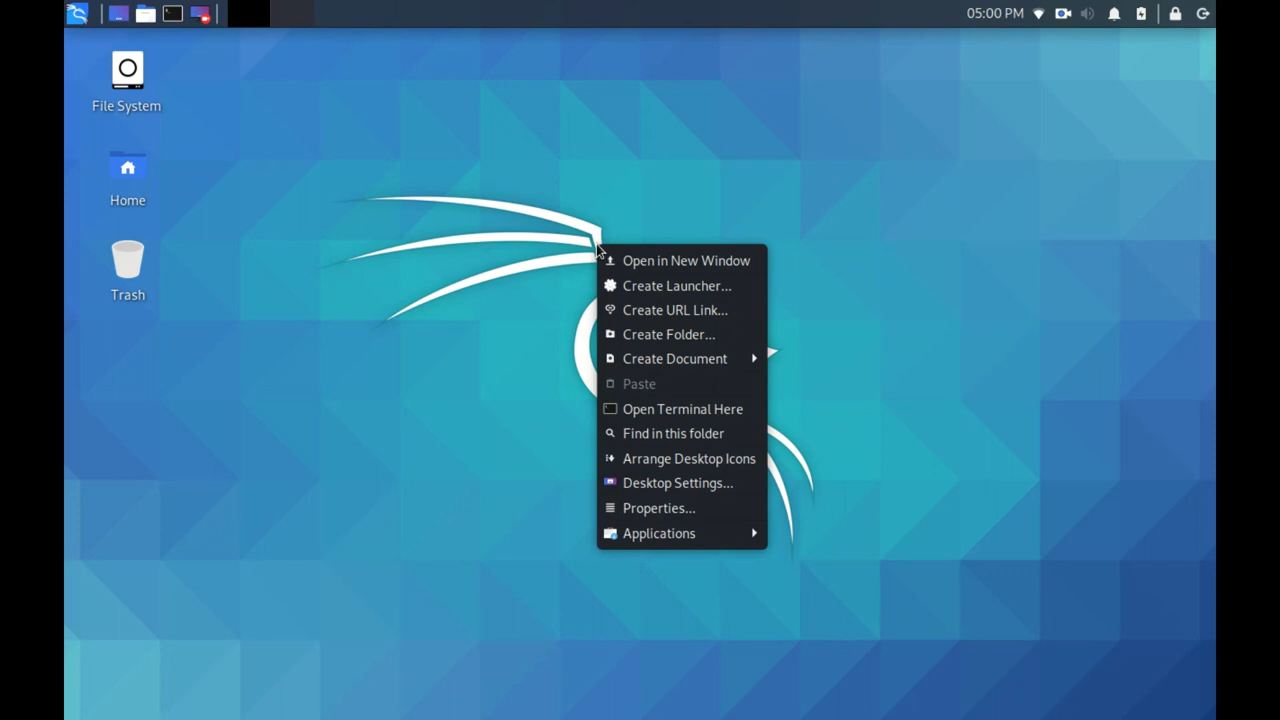 05:00 PM
File System
Home
Trash
Open in New Window
Create Launcher...
Create URL Link...
Create Folder...
Create Document
Paste
Open Terminal Here
Find in this folder
Arrange Desktop Icons
Desktop Settings...
Properties...
Applications